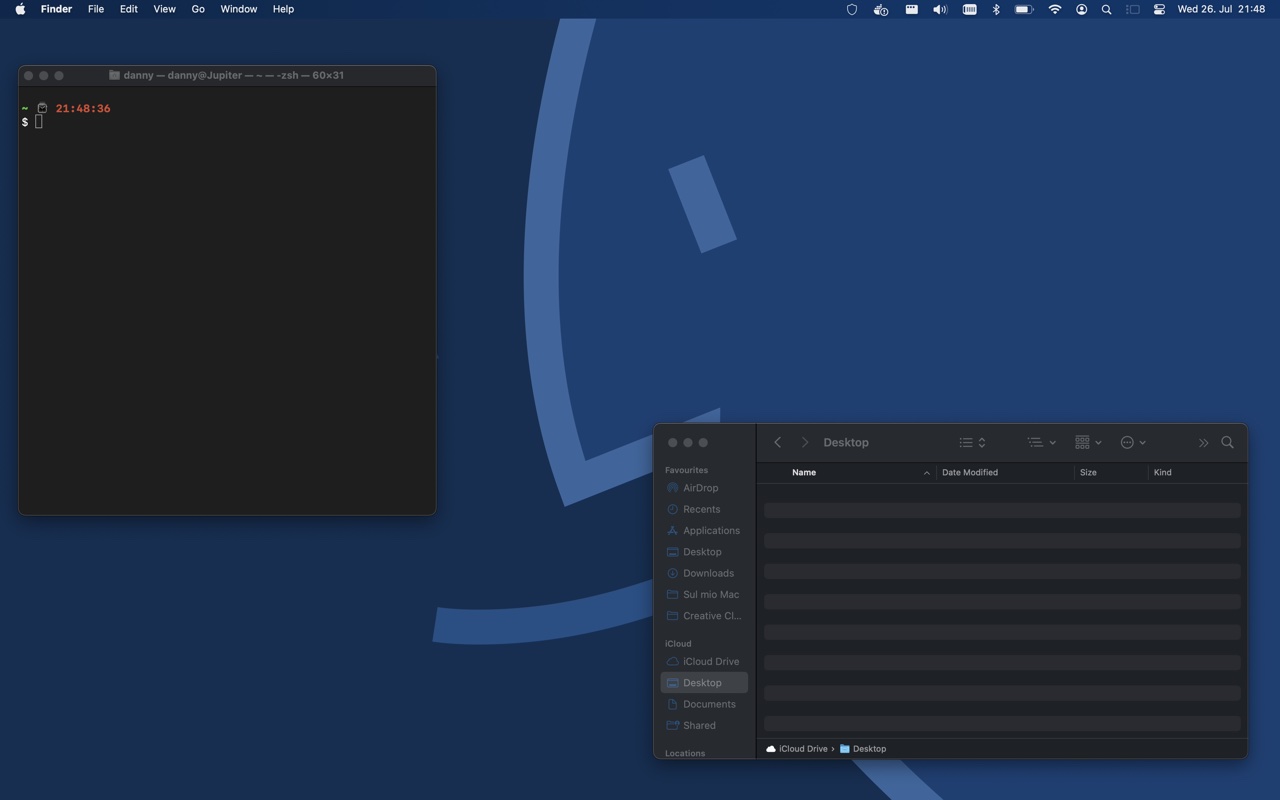 Finder File Edit View Go Window Help Wed 26. Jul 21:48
danny — danny@Jupiter — ~ — -zsh — 60×31
~ 21:48:36
$
Desktop
Favourites
AirDrop
Recents
Applications
Desktop
Downloads
Sul mio Mac
Creative Cl...
iCloud
iCloud Drive
Desktop
Documents
Shared
Locations
Name Date Modified Size Kind
iCloud Drive › Desktop